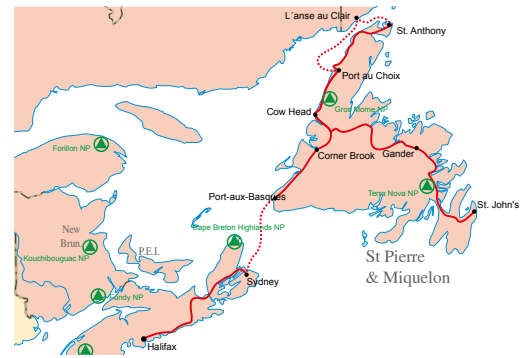 L'anse au Clair
St. Anthony
Port au Choix
Gros Morne NP
Cow Head
Forillon NP
Corner Brook
Gander
Port-aux-Basques
Terra Nova NP
St. John's
Cape Breton Highlands NP
New
Brun.
P.E.I.
Kouchibouguac NP
St Pierre
& Miquelon
Sydney
Fundy NP
Halifax